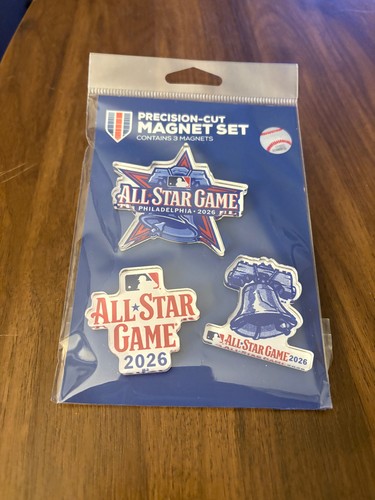 PRECISION-CUT
MAGNET SET
CONTAINS 3 MAGNETS
ALL STAR GAME
PHILADELPHIA • 2026
ALL★STAR
GAME
2026
ALL★STAR GAME 2026